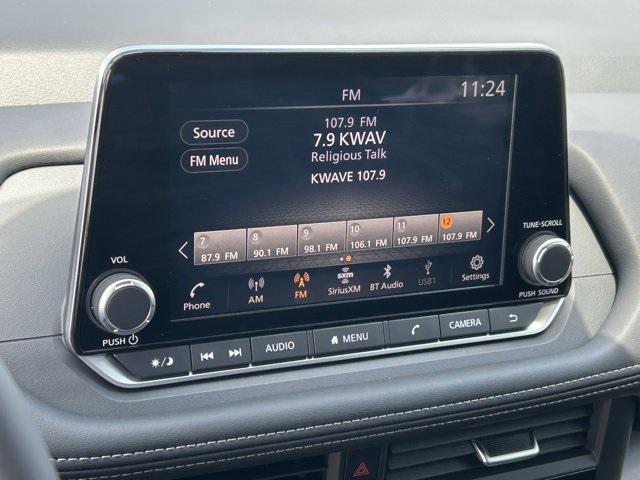 FM 11:24
107.9 FM
Source
7.9 KWAV
Religious Talk
FM Menu
KWAVE 107.9
7 8 9 10 11 12
87.9 FM 90.1 FM 98.1 FM 106.1 FM 107.9 FM 107.9 FM
Phone AM FM sxm SiriusXM BT Audio USB1 Settings
VOL
PUSH
TUNE·SCROLL
PUSH SOUND
AUDIO MENU CAMERA